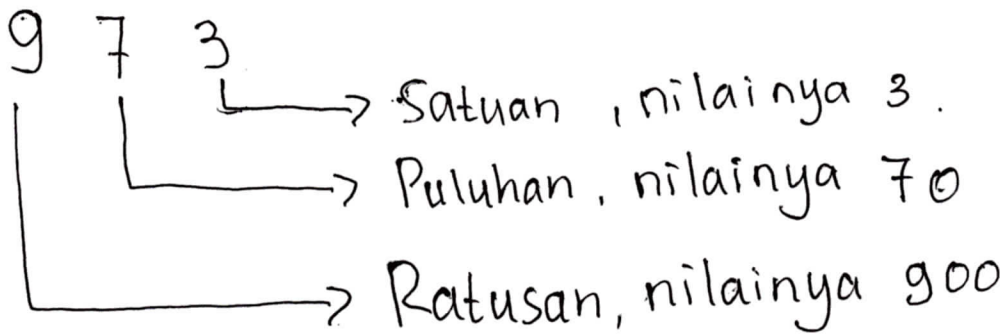 9 7 3
Satuan, nilainya 3.
Puluhan, nilainya 70
Ratusan, nilainya 900